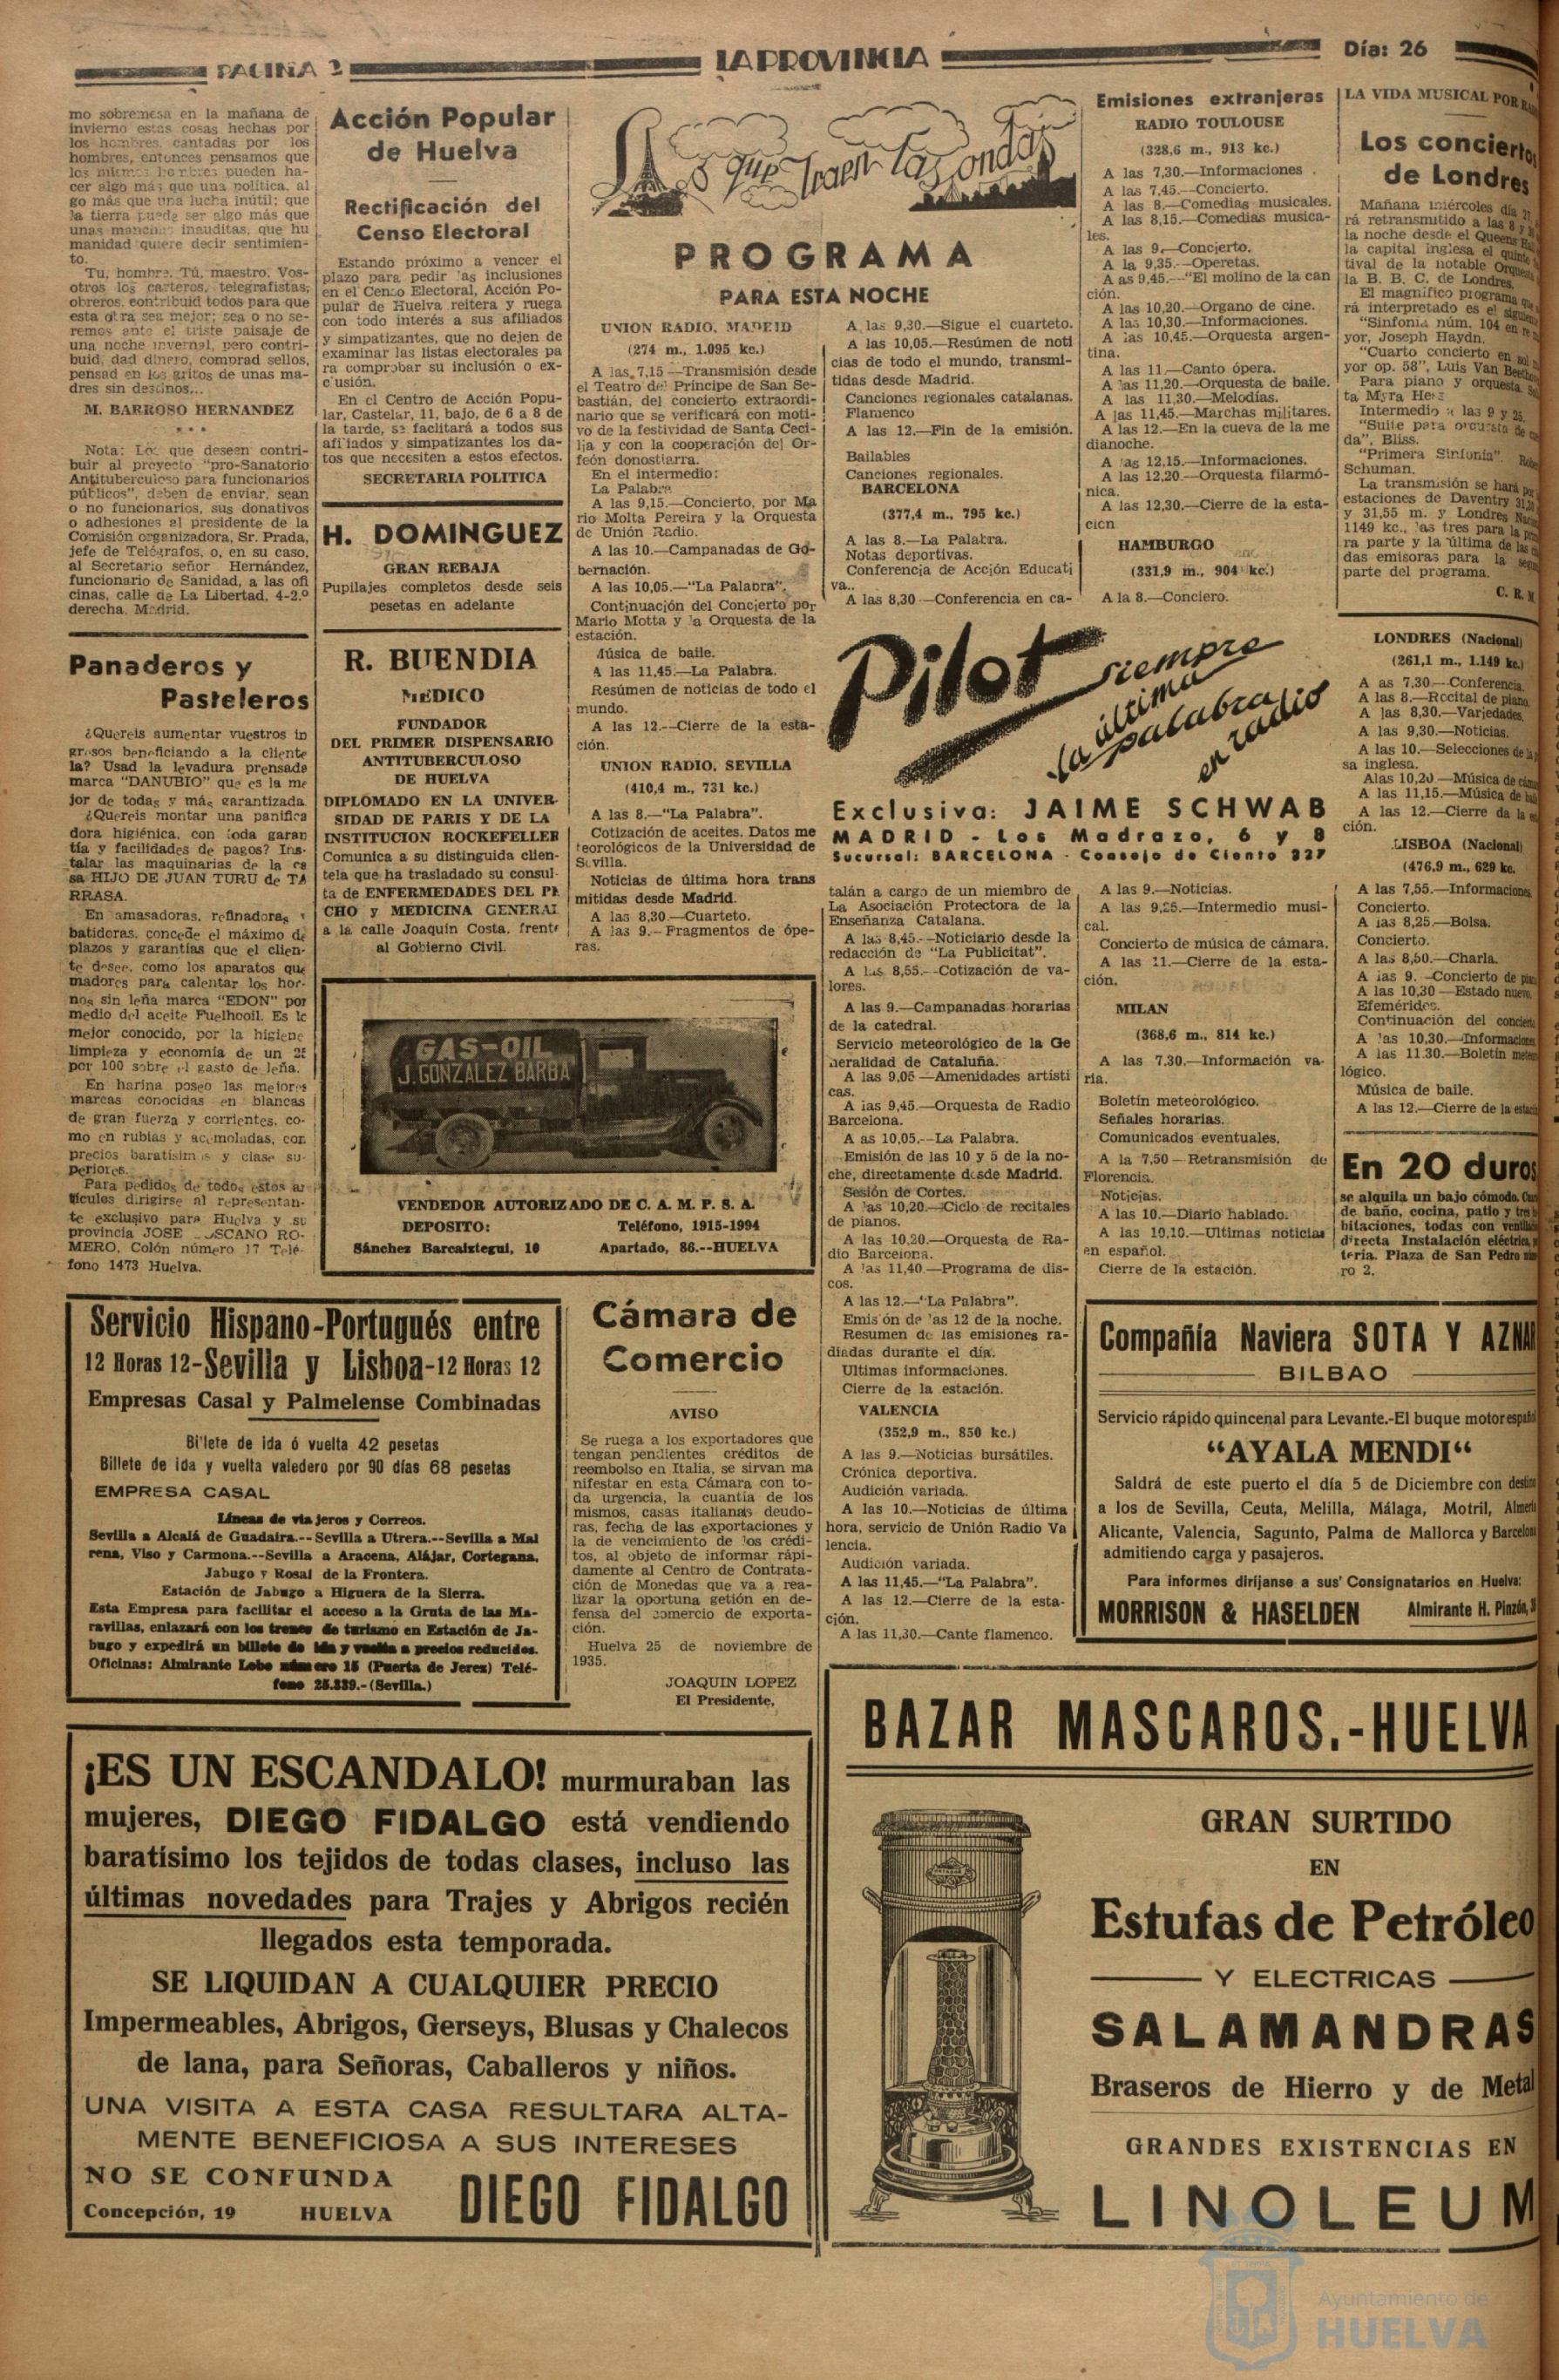 PAGINA 2
LA PROVINCIA
Día: 26
mo sobremesa en la mañana de
invierno estas cosas hechas por
los hombres, cantadas por los
hombres, entonces pensamos que
los mismos hombres pueden ha-
cer algo más que una política, al
go más que una lucha inútil; que
la tierra puede ser algo más que
unas manchas inauditas, que hu
manidad quiere decir sentimien-
to.
Tu, hombre. Tú, maestro. Vos-
otros los carteros, telegrafistas,
obreros, contribuid todos para que
esta obra sea mejor; sea o no se-
remos ante el triste paisaje de
una noche invernal, pero contri-
buid, dad dinero, comprad sellos,
pensad en los gritos de unas ma-
dres sin destinos...
M. BARROSO HERNANDEZ
* * *
Nota: Los que deseen contri-
buir al proyecto "pro-Sanatorio
Antituberculoso para funcionarios
públicos", deben de enviar, sean
o no funcionarios, sus donativos
o adhesiones al presidente de la
Comisión organizadora, Sr. Prada,
jefe de Telégrafos, o, en su caso,
al Secretario señor Hernández,
funcionario de Sanidad, a las ofi
cinas, calle de La Libertad, 4-2.º
derecha. Madrid.
Panaderos y
Pasteleros
¿Quereis aumentar vuestros in
gresos beneficiando a la cliente
la? Usad la levadura prensada
marca "DANUBIO" que es la me
jor de todas y más garantizada
¿Quereis montar una panifica
dora higiénica, con toda garan
tía y facilidades de pagos? Ins-
talar las maquinarias de la ca
sa HIJO DE JUAN TURU de TA
RRASA.
En amasadoras, refinadoras y
batidoras, concede el máximo de
plazos y garantías que el clien-
te desee, como los aparatos que
madores para calentar los hor-
nos sin leña marca "EDON" por
medio del aceite Fuelhooil. Es lo
mejor conocido, por la higiene
limpieza y economía de un 25
por 100 sobre el gasto de leña.
En harina poseo las mejores
marcas conocidas en blancas
de gran fuerza y corrientes, co-
mo en rubias y acemoladas, con
precios baratísimos y clase su-
periores.
Para pedidos de todos estos ar
tículos dirigirse al representan-
te exclusivo para Huelva y su
provincia JOSE TOSCANO RO-
MERO, Colón número 17 Telé-
fono 1473 Huelva.
Acción Popular
de Huelva
Rectificación del
Censo Electoral
Estando próximo a vencer el
plazo para pedir las inclusiones
en el Censo Electoral, Acción Po-
pular de Huelva reitera y ruega
con todo interés a sus afiliados
y simpatizantes, que no dejen de
examinar las listas electorales pa
ra comprobar su inclusión o ex-
clusión.
En el Centro de Acción Popu-
lar, Castelar, 11, bajo, de 6 a 8 de
la tarde, se facilitará a todos sus
afiliados y simpatizantes los da-
tos que necesiten a estos efectos.
SECRETARIA POLITICA
H. DOMINGUEZ
GRAN REBAJA
Pupilajes completos desde seis
pesetas en adelante
R. BUENDIA
MEDICO
FUNDADOR
DEL PRIMER DISPENSARIO
ANTITUBERCULOSO
DE HUELVA
DIPLOMADO EN LA UNIVER-
SIDAD DE PARIS Y DE LA
INSTITUCION ROCKEFELLER
Comunica a su distinguida clien-
tela que ha trasladado su consul-
ta de ENFERMEDADES DEL PE
CHO y MEDICINA GENERAL
a la calle Joaquín Costa, frente
al Gobierno Civil.
O que traen las ondas
PROGRAMA
PARA ESTA NOCHE
UNION RADIO, MADRID
(274 m., 1.095 kc.)
A las 7,15 —Transmisión desde
el Teatro del Príncipe de San Se-
bastián, del concierto extraordi-
nario que se verificará con moti-
vo de la festividad de Santa Ceci-
lia y con la cooperación del Or-
feón donostiarra.
En el intermedio:
La Palabra
A las 9,15.—Concierto, por Ma
rio Molta Pereira y la Orquesta
de Unión Radio.
A las 10.—Campanadas de Go-
bernación.
A las 10,05.—"La Palabra".
Continuación del Concierto por
Mario Motta y la Orquesta de la
estación.
Música de baile.
A las 11,45.—La Palabra.
Resúmen de noticias de todo el
mundo.
A las 12.--Cierre de la esta-
ción.
UNION RADIO, SEVILLA
(410,4 m., 731 kc.)
A las 8.—"La Palabra".
Cotización de aceites. Datos me
teorológicos de la Universidad de
Sevilla.
Noticias de última hora trans
mitidas desde Madrid.
A las 8,30.—Cuarteto.
A las 9.—Fragmentos de ópe-
ras.
A las 9,30.—Sigue el cuarteto.
A las 10,05.—Resúmen de noti
cias de todo el mundo, transmi-
tidas desde Madrid.
Canciones regionales catalanas.
Flamenco
A las 12.—Fin de la emisión.
Bailables
Canciones regionales.
BARCELONA
(377,4 m., 795 kc.)
A las 8.—La Palabra.
Notas deportivas.
Conferencia de Acción Educati
va..
A las 8,30 —Conferencia en ca-
Emisiones extranjeras
RADIO TOULOUSE
(328,6 m., 913 kc.)
A las 7,30.—Informaciones
A las 7,45.—Concierto.
A las 8.—Comedias musicales.
A las 8,15.—Comedias musica-
les.
A las 9.—Concierto.
A la 9,35.—Operetas.
A as 9,45.—"El molino de la can
ción.
A las 10,20.—Organo de cine.
A las 10,30.—Informaciones.
A las 10,45.—Orquesta argen-
tina.
A las 11.—Canto ópera.
A las 11,20.—Orquesta de baile.
A las 11,30.—Melodías.
A las 11,45.—Marchas militares.
A las 12.—En la cueva de la me
dianoche.
A las 12,15.—Informaciones.
A las 12,20.—Orquesta filarmó-
nica.
A las 12,30.—Cierre de la esta-
ción
HAMBURGO
(331,9 m., 904 kc.)
A la 8.—Conciero.
LA VIDA MUSICAL POR
Los conciertos
de Londres
Mañana miércoles día 27,
rá retransmitido a las 8 y
la noche desde el Queens Hall
la capital inglesa el quinto
tival de la notable Orquesta
la B. B. C. de Londres.
El magnífico programa que
rá interpretado es el siguiente
"Sinfonía núm. 104 en re
yor, Joseph Haydn.
"Cuarto concierto en sol
yor op. 58", Luis Van
Para piano y orquesta.
ta Myra Hess
Intermedio a las 9 y 25.
"Suite para orquesta de
da", Bliss.
"Primera Sinfonía".
Schuman.
La transmisión se hará por
estaciones de Daventry
y 31,55 m. y Londres
1149 kc., las tres para la
ra parte y la última de las
das emisoras para la
parte del programa.
C. R. M.
Pilot siempre
la última
palabra
en radio
Exclusiva: JAIME SCHWAB
MADRID - Los Madrazo, 6 y 8
Sucursal: BARCELONA - Consejo de Ciento 227
talán a cargo de un miembro de
La Asociación Protectora de la
Enseñanza Catalana.
A las 8,45.--Noticiario desde la
redacción de "La Publicitat".
A las 8,55.--Cotización de va-
lores.
A las 9.—Campanadas horarias
de la catedral.
Servicio meteorológico de la Ge
neralidad de Cataluña.
A las 9,05 —Amenidades artísti
cas.
A las 9,45.—Orquesta de Radio
Barcelona.
A as 10,05.--La Palabra.
Emisión de las 10 y 5 de la no-
che, directamente desde Madrid.
Sesión de Cortes.
A las 10,20.—Ciclo de recitales
de pianos.
A las 10,20.—Orquesta de Ra-
dio Barcelona.
A las 11,40.—Programa de dis-
cos.
A las 12.—"La Palabra".
Emisión de las 12 de la noche.
Resumen de las emisiones ra-
diadas durante el día.
Ultimas informaciones.
Cierre de la estación.
VALENCIA
(352,9 m., 850 kc.)
A las 9.—Noticias bursátiles.
Crónica deportiva.
Audición variada.
A las 10.—Noticias de última
hora, servicio de Unión Radio Va
lencia.
Audición variada.
A las 11,45.—"La Palabra".
A las 12.—Cierre de la esta-
ción.
A las 11,30.—Cante flamenco.
A las 9.—Noticias.
A las 9,25.—Intermedio musi-
cal.
Concierto de música de cámara.
A las 11.—Cierre de la esta-
ción.
MILAN
(368,6 m., 814 kc.)
A las 7,30.—Información va-
ria.
Boletín meteorológico.
Señales horarias.
Comunicados eventuales.
A la 7,50 —Retransmisión de
Florencia.
Noticias.
A las 10.—Diario hablado.
A las 10,10.—Ultimas noticias
en español.
Cierre de la estación.
LONDRES (Nacional)
(261,1 m., 1.149 kc.)
A as 7,30.—Conferencia.
A las 8.—Recital de piano.
A las 8,30.—Variedades.
A las 9,30.—Noticias.
A las 10.—Selecciones de la
sa inglesa.
Alas 10,20 —Música de
A las 11,15.—Música de
A las 12.—Cierre da la
ción.
LISBOA (Nacional)
(476,9 m., 629 kc.
A las 7,55.—Informaciones
Concierto.
A las 8,25.—Bolsa.
Concierto.
A las 8,50.—Charla.
A las 9. —Concierto de
A las 10,30 —Estado nuevo.
Efemérides.
Continuación del concierto
A las 10,30.—Informaciones
A las 11.30.—Boletín
lógico.
Música de baile.
A las 12.—Cierre de la
En 20 duros
se alquila un bajo cómodo.
de baño, cocina, patio y
bitaciones, todas con
directa Instalación eléctrica,
tería. Plaza de San Pedro
ro 2.
GAS-OIL
J. GONZALEZ BARBA
VENDEDOR AUTORIZADO DE C. A. M. P. S. A.
DEPOSITO: Teléfono, 1915-1994
Sánchez Barcaiztegui, 10 Apartado, 86.--HUELVA
Servicio Hispano-Portugués entre
12 Horas 12-Sevilla y Lisboa-12 Horas 12
Empresas Casal y Palmelense Combinadas
Billete de ida ó vuelta 42 pesetas
Billete de ida y vuelta valedero por 90 días 68 pesetas
EMPRESA CASAL
Líneas de viajeros y Correos.
Sevilla a Alcalá de Guadaira.--Sevilla a Utrera.--Sevilla a Mai
rena, Viso y Carmona.--Sevilla a Aracena, Alájar, Cortegana,
Jabugo y Rosal de la Frontera.
Estación de Jabugo a Higuera de la Sierra.
Esta Empresa para facilitar el acceso a la Gruta de las Ma-
ravillas, enlazará con los trenes de turismo en Estación de Ja-
bugo y expedirá un billete de ida y vuelta a precios reducidos.
Oficinas: Almirante Lobo número 15 (Puerta de Jerez) Telé-
fono 25.339.-(Sevilla.)
Cámara de
Comercio
AVISO
Se ruega a los exportadores que
tengan pendientes créditos de
reembolso en Italia, se sirvan ma
nifestar en esta Cámara con to-
da urgencia, la cuantía de los
mismos, casas italianas deudo-
ras, fecha de las exportaciones y
la de vencimiento de los crédi-
tos, al objeto de informar rápi-
damente al Centro de Contrata-
ción de Monedas que va a rea-
lizar la oportuna getión en de-
fensa del comercio de exporta-
ción.
Huelva 25 de noviembre de
1935.
JOAQUIN LOPEZ
El Presidente,
Compañía Naviera SOTA Y AZNAR
BILBAO
Servicio rápido quincenal para Levante.-El buque motor español
"AYALA MENDI"
Saldrá de este puerto el día 5 de Diciembre con destino
a los de Sevilla, Ceuta, Melilla, Málaga, Motril, Almería
Alicante, Valencia, Sagunto, Palma de Mallorca y Barcelona
admitiendo carga y pasajeros.
Para informes diríjanse a sus' Consignatarios en Huelva:
MORRISON & HASELDEN Almirante H. Pinzón,
¡ES UN ESCANDALO! murmuraban las
mujeres, DIEGO FIDALGO está vendiendo
baratísimo los tejidos de todas clases, incluso las
últimas novedades para Trajes y Abrigos recién
llegados esta temporada.
SE LIQUIDAN A CUALQUIER PRECIO
Impermeables, Abrigos, Gerseys, Blusas y Chalecos
de lana, para Señoras, Caballeros y niños.
UNA VISITA A ESTA CASA RESULTARA ALTA-
MENTE BENEFICIOSA A SUS INTERESES
NO SE CONFUNDA
Concepción, 19 HUELVA DIEGO FIDALGO
BAZAR MASCAROS.-HUELVA
GRAN SURTIDO
EN
Estufas de Petróleo
Y ELECTRICAS
SALAMANDRAS
Braseros de Hierro y de Metal
GRANDES EXISTENCIAS EN
LINOLEUM
Ayuntamiento de
HUELVA